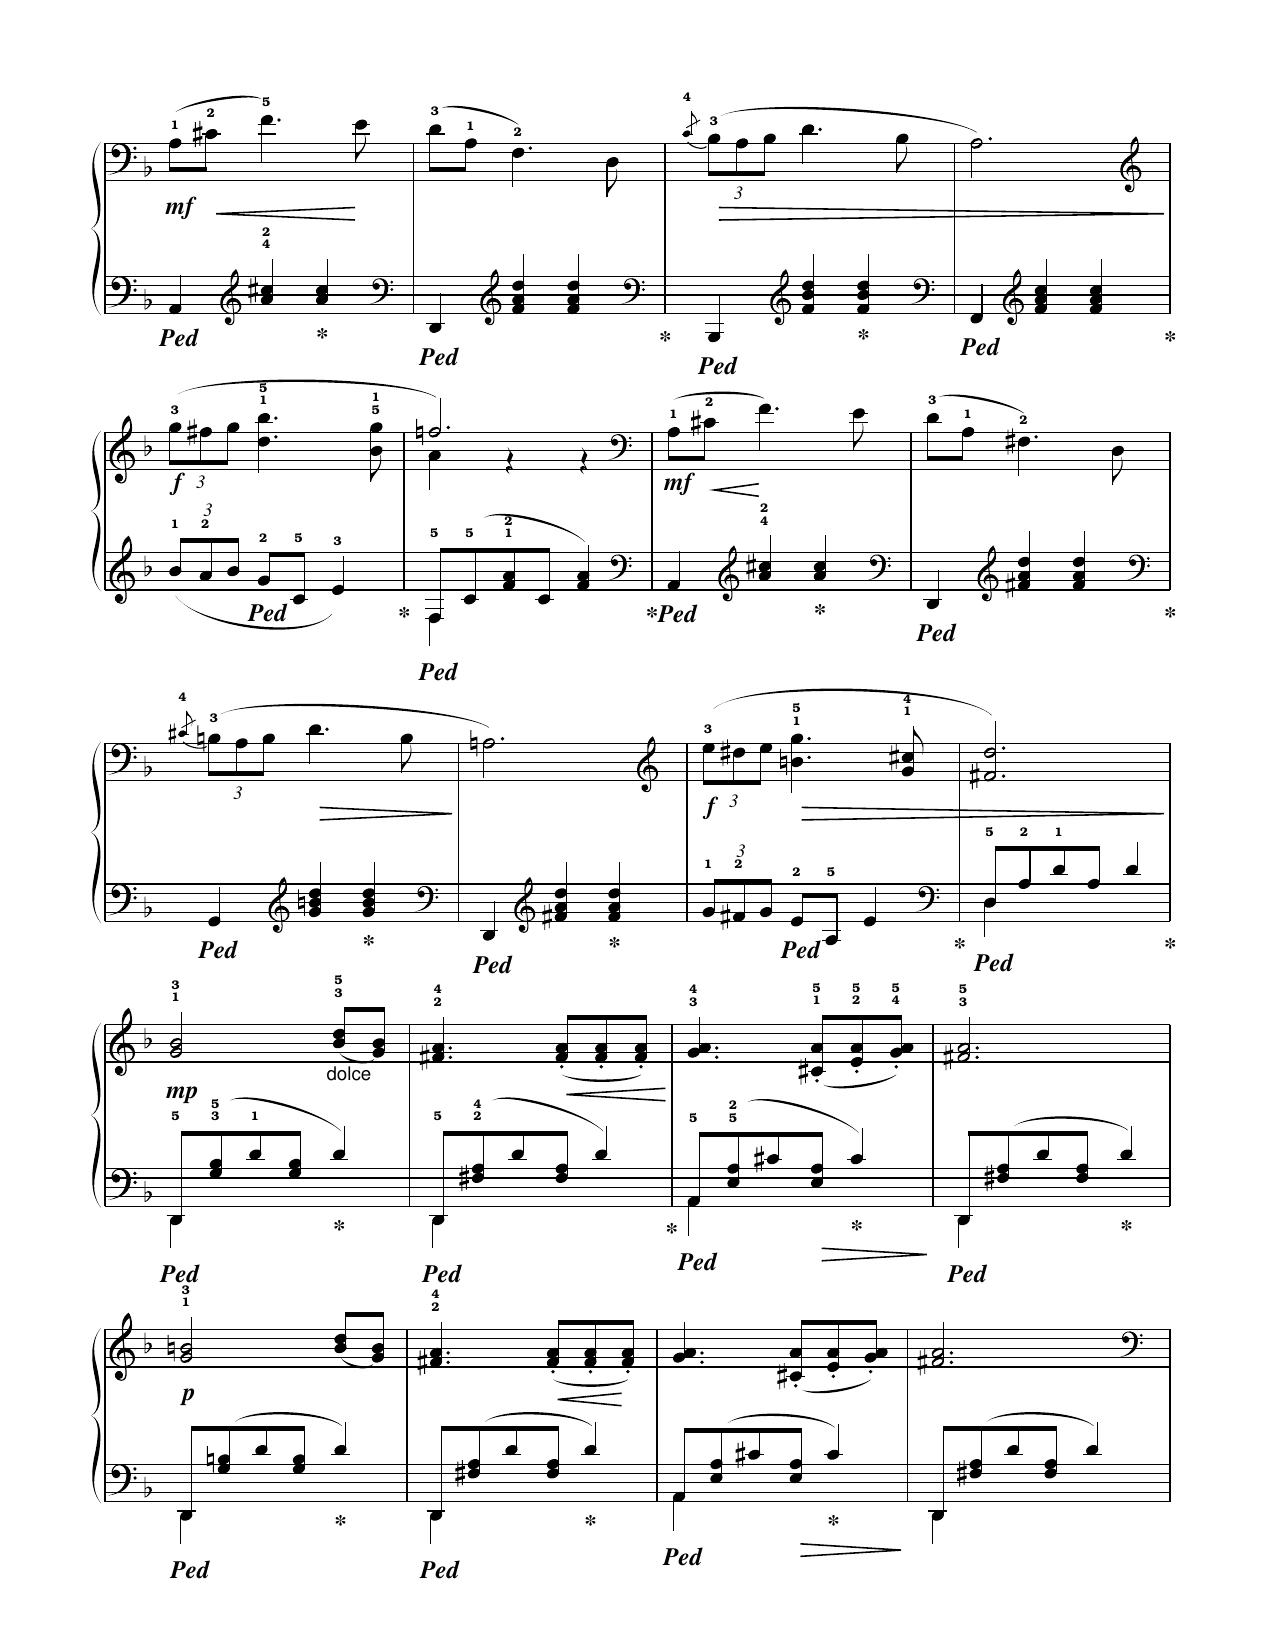 4
5
1 2 3 1 2 3
3
mf
2
4
Ped * Ped * Ped * Ped *
5
1 1
3 5 1 2 3 1 2
f 3 mf
3 2
4
1 2 2 5 3 5 5 2
1
Ped * Ped * Ped * Ped *
4 3 3 5
1 4
1
3 f 3
3
1 2 2 5 5 2 1
Ped * Ped * Ped * Ped *
3
1 5
3 4
2 4
3 5
1 5
2 5
4 5
3
mp dolce
5 5
3 1 5 4
2 5 2
5
Ped * Ped * Ped * Ped *
3
1 4
2
p
Ped * Ped * Ped *